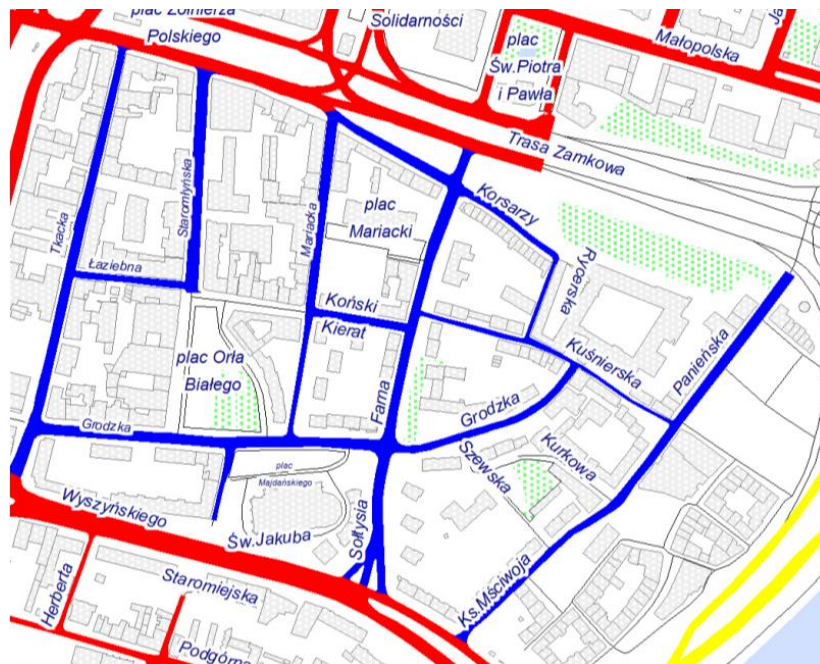 plac Żołnierza
Polskiego
Solidarności
plac
Św.Piotra
i Pawła
Małopolska
Trasa Zamkowa
Tkacka
Staromłyńska
Mariacka
plac
Mariacki
Korsarzy
Łaziebna
Koński
Kierat
Rycerska
Kuśnierska
Panieńska
plac Orła
Białego
Farna
Grodzka
Grodzka
Szewska
Kurkowa
plac
Majdańskiego
Wyszyńskiego
Św.Jakuba
Sołtysia
Ks.Mściwoja
Staromiejska
Herberta
Podgórna